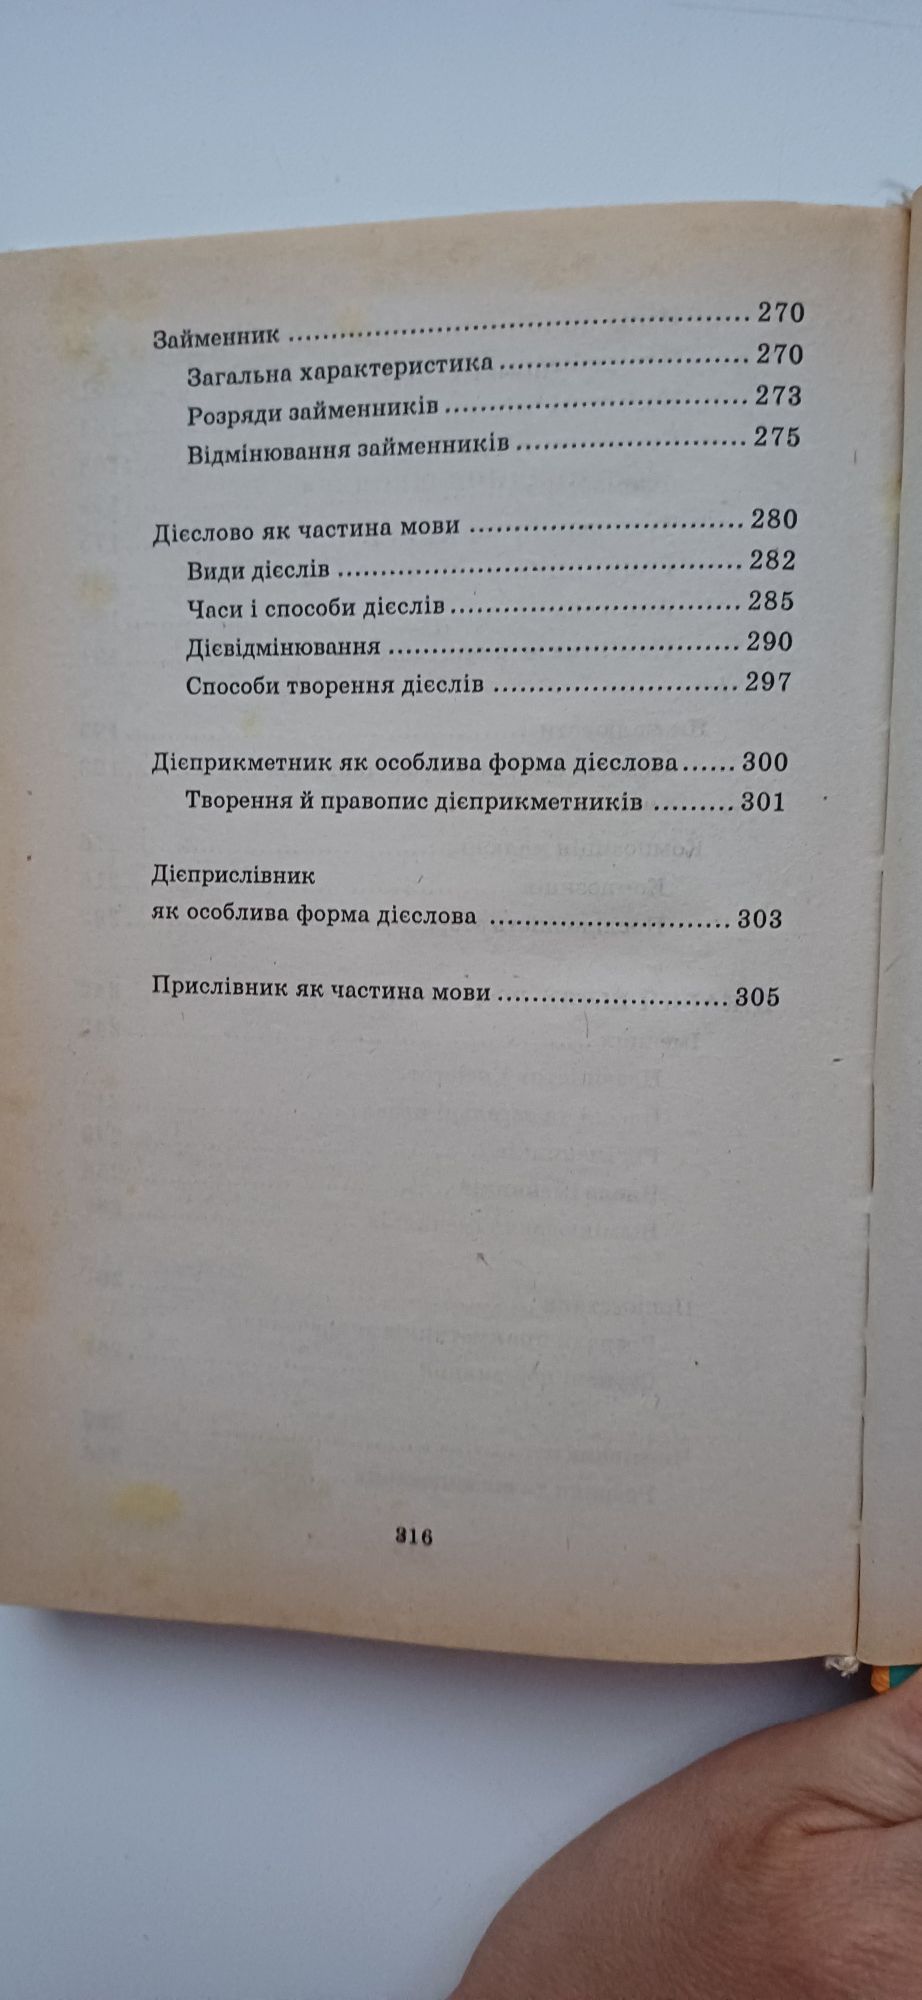 Займенник ........ 270
Загальна характеристика ........ 270
Розряди займенників ........ 273
Відмінювання займенників ........ 275
Дієслово як частина мови ........ 280
Види дієслів ........ 282
Часи і способи дієслів ........ 285
Дієвідмінювання ........ 290
Способи творення дієслів ........ 297
Дієприкметник як особлива форма дієслова ...... 300
Творення й правопис дієприкметників ......... 301
Дієприслівник
як особлива форма дієслова ........ 303
Прислівник як частина мови ........ 305
316